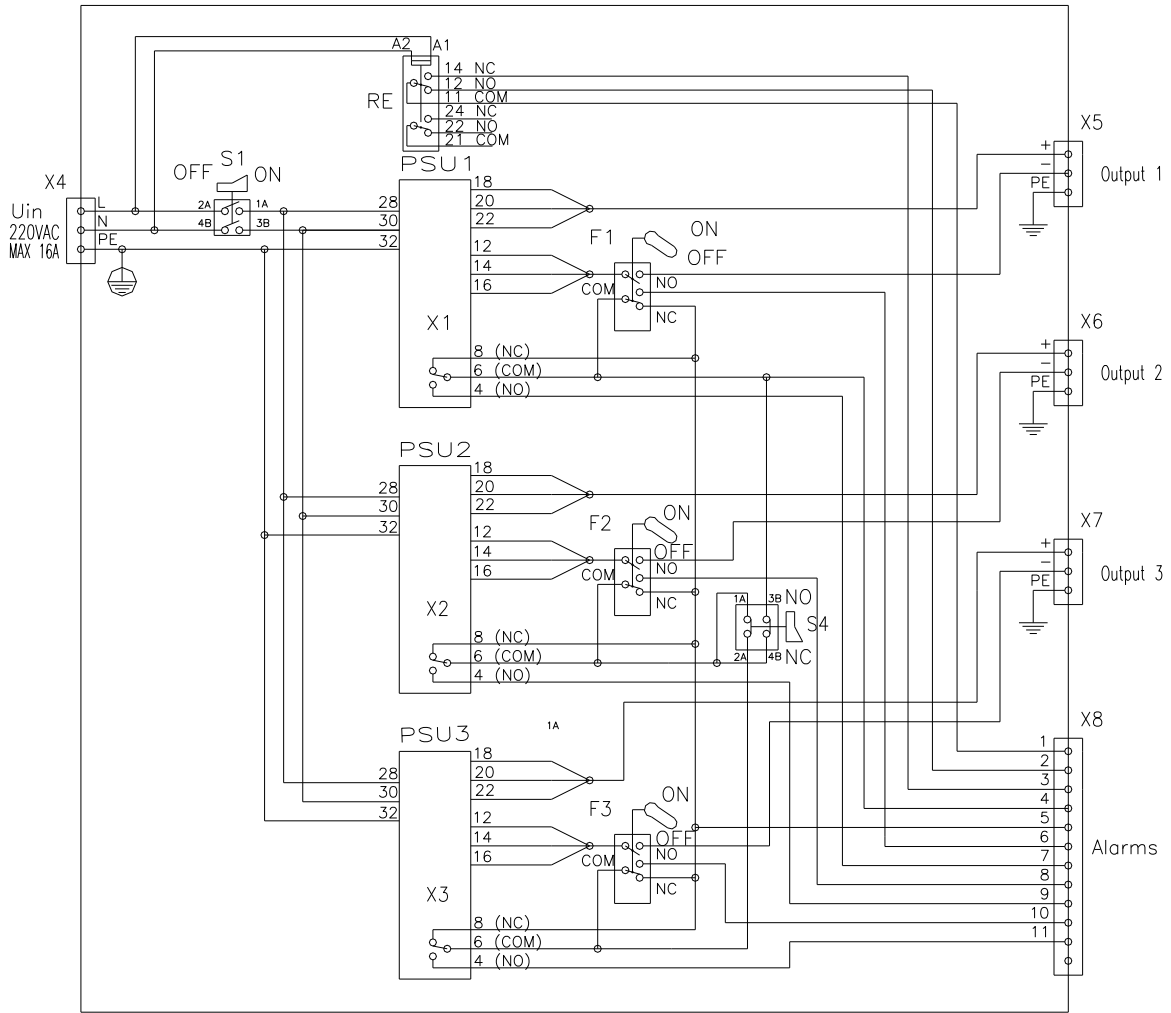 A2 A1
14 NC
12 NO
11 COM
24 NC
22 NO
21 COM
RE
X5
+
-
PE
Output 1
S1
OFF ON
X4
Uin
220VAC
MAX 16A
L
N
PE
2A 1A
4B 3B
PSU1
28
30
32
18
20
22
12
14
16
X1
8 (NC)
6 (COM)
4 (NO)
F1
ON
OFF
COM
NO
NC
X6
+
-
PE
Output 2
PSU2
28
30
32
18
20
22
12
14
16
X2
8 (NC)
6 (COM)
4 (NO)
F2
ON
OFF
COM
NO
NC
1A 3B NO
S4
2A 4B NC
X7
+
-
PE
Output 3
1A
PSU3
28
30
32
18
20
22
12
14
16
X3
8 (NC)
6 (COM)
4 (NO)
F3
ON
OFF
COM
NO
NC
X8
1
2
3
4
5
6
7
8
9
10
11
Alarms